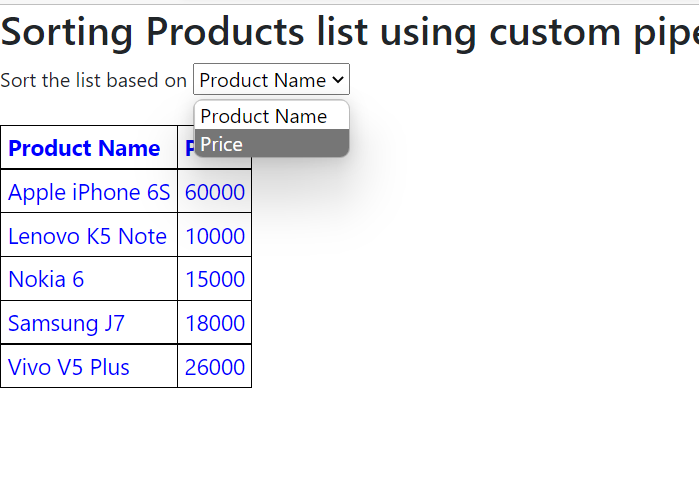 Sorting Products list using custom pipe
Sort the list based on Product Name
Product Name
Price
Product Name P
Apple iPhone 6S 60000
Lenovo K5 Note 10000
Nokia 6 15000
Samsung J7 18000
Vivo V5 Plus 26000